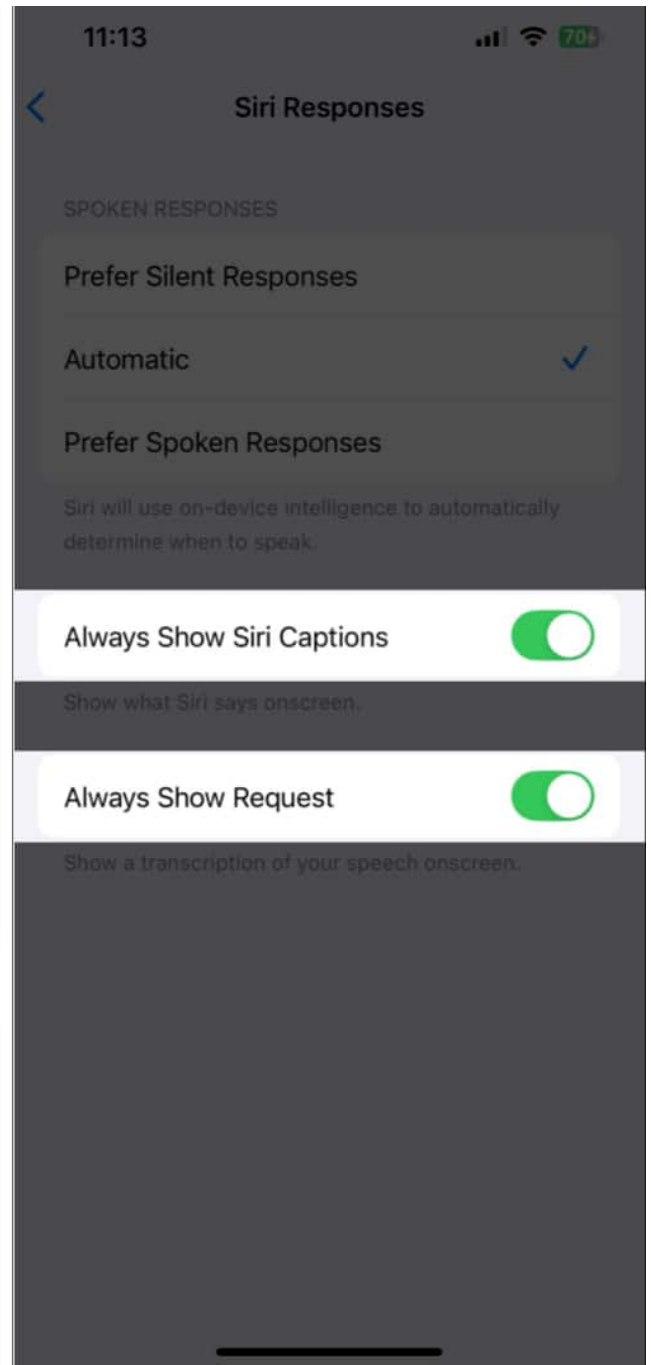 11:13
70
Siri Responses
SPOKEN RESPONSES
Prefer Silent Responses
Automatic
Prefer Spoken Responses
Siri will use on-device intelligence to automatically
determine when to speak.
Always Show Siri Captions
Show what Siri says onscreen.
Always Show Request
Show a transcription of your speech onscreen.